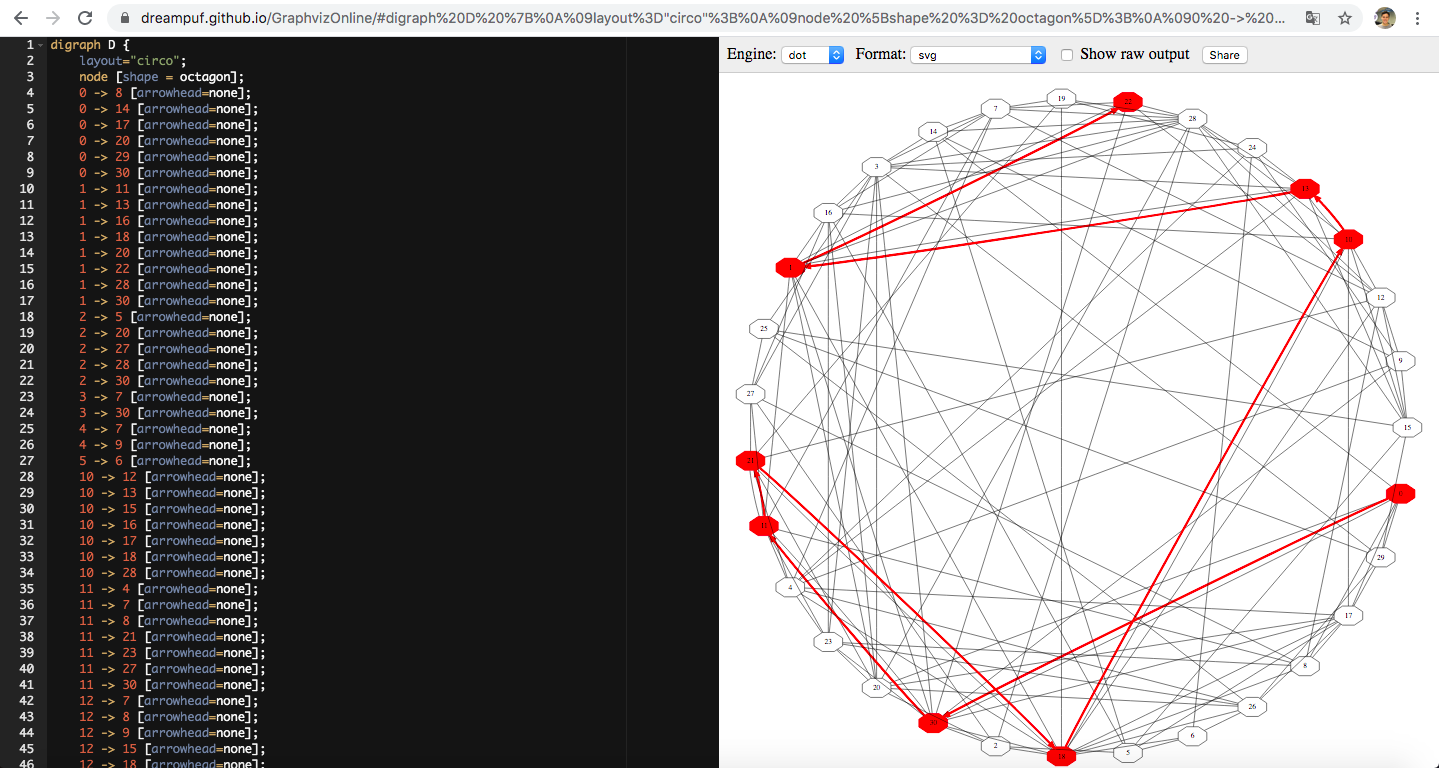 dreampuf.github.io/GraphvizOnline/#digraph%20D%20%7B%0A%09layout%3D"circo"%3B%0A%09node%20%5Bshape%20%3D%20octagon%5D%3B%0A%090%20->%20...
1 digraph D {
2 layout="circo";
3 node [shape = octagon];
4 0 -> 8 [arrowhead=none];
5 0 -> 14 [arrowhead=none];
6 0 -> 17 [arrowhead=none];
7 0 -> 20 [arrowhead=none];
8 0 -> 29 [arrowhead=none];
9 0 -> 30 [arrowhead=none];
10 1 -> 11 [arrowhead=none];
11 1 -> 13 [arrowhead=none];
12 1 -> 16 [arrowhead=none];
13 1 -> 18 [arrowhead=none];
14 1 -> 20 [arrowhead=none];
15 1 -> 22 [arrowhead=none];
16 1 -> 28 [arrowhead=none];
17 1 -> 30 [arrowhead=none];
18 2 -> 5 [arrowhead=none];
19 2 -> 20 [arrowhead=none];
20 2 -> 27 [arrowhead=none];
21 2 -> 28 [arrowhead=none];
22 2 -> 30 [arrowhead=none];
23 3 -> 7 [arrowhead=none];
24 3 -> 30 [arrowhead=none];
25 4 -> 7 [arrowhead=none];
26 4 -> 9 [arrowhead=none];
27 5 -> 6 [arrowhead=none];
28 10 -> 12 [arrowhead=none];
29 10 -> 13 [arrowhead=none];
30 10 -> 15 [arrowhead=none];
31 10 -> 16 [arrowhead=none];
32 10 -> 17 [arrowhead=none];
33 10 -> 18 [arrowhead=none];
34 10 -> 28 [arrowhead=none];
35 11 -> 4 [arrowhead=none];
36 11 -> 7 [arrowhead=none];
37 11 -> 8 [arrowhead=none];
38 11 -> 21 [arrowhead=none];
39 11 -> 23 [arrowhead=none];
40 11 -> 27 [arrowhead=none];
41 11 -> 30 [arrowhead=none];
42 12 -> 7 [arrowhead=none];
43 12 -> 8 [arrowhead=none];
44 12 -> 9 [arrowhead=none];
45 12 -> 15 [arrowhead=none];
46 12 -> 18 [arrowhead=none];
Engine: dot Format: svg Show raw output Share
19
22
7
28
14
24
3
13
16
10
1
12
25
9
27
15
21
0
11
29
4
17
23
8
20
26
30
6
2
5
18